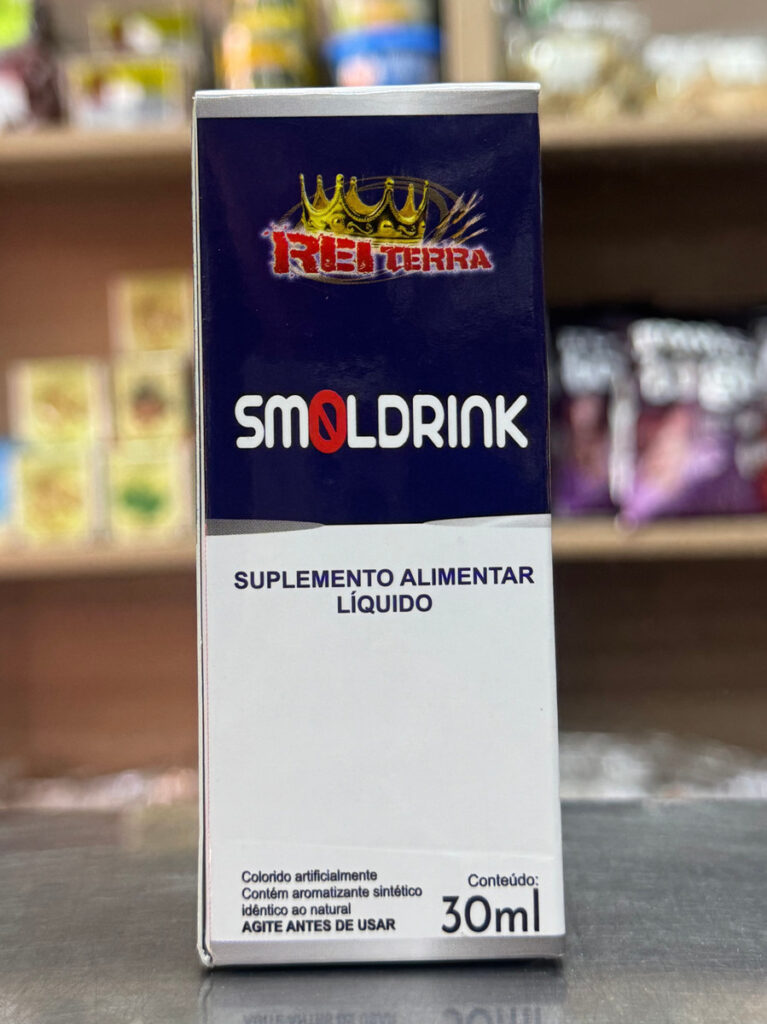 REI TERRA
SMOLDRINK
SUPLEMENTO ALIMENTAR
LÍQUIDO
Colorido artificialmente
Contém aromatizante sintético
idêntico ao natural
AGITE ANTES DE USAR
Conteúdo:
30ml